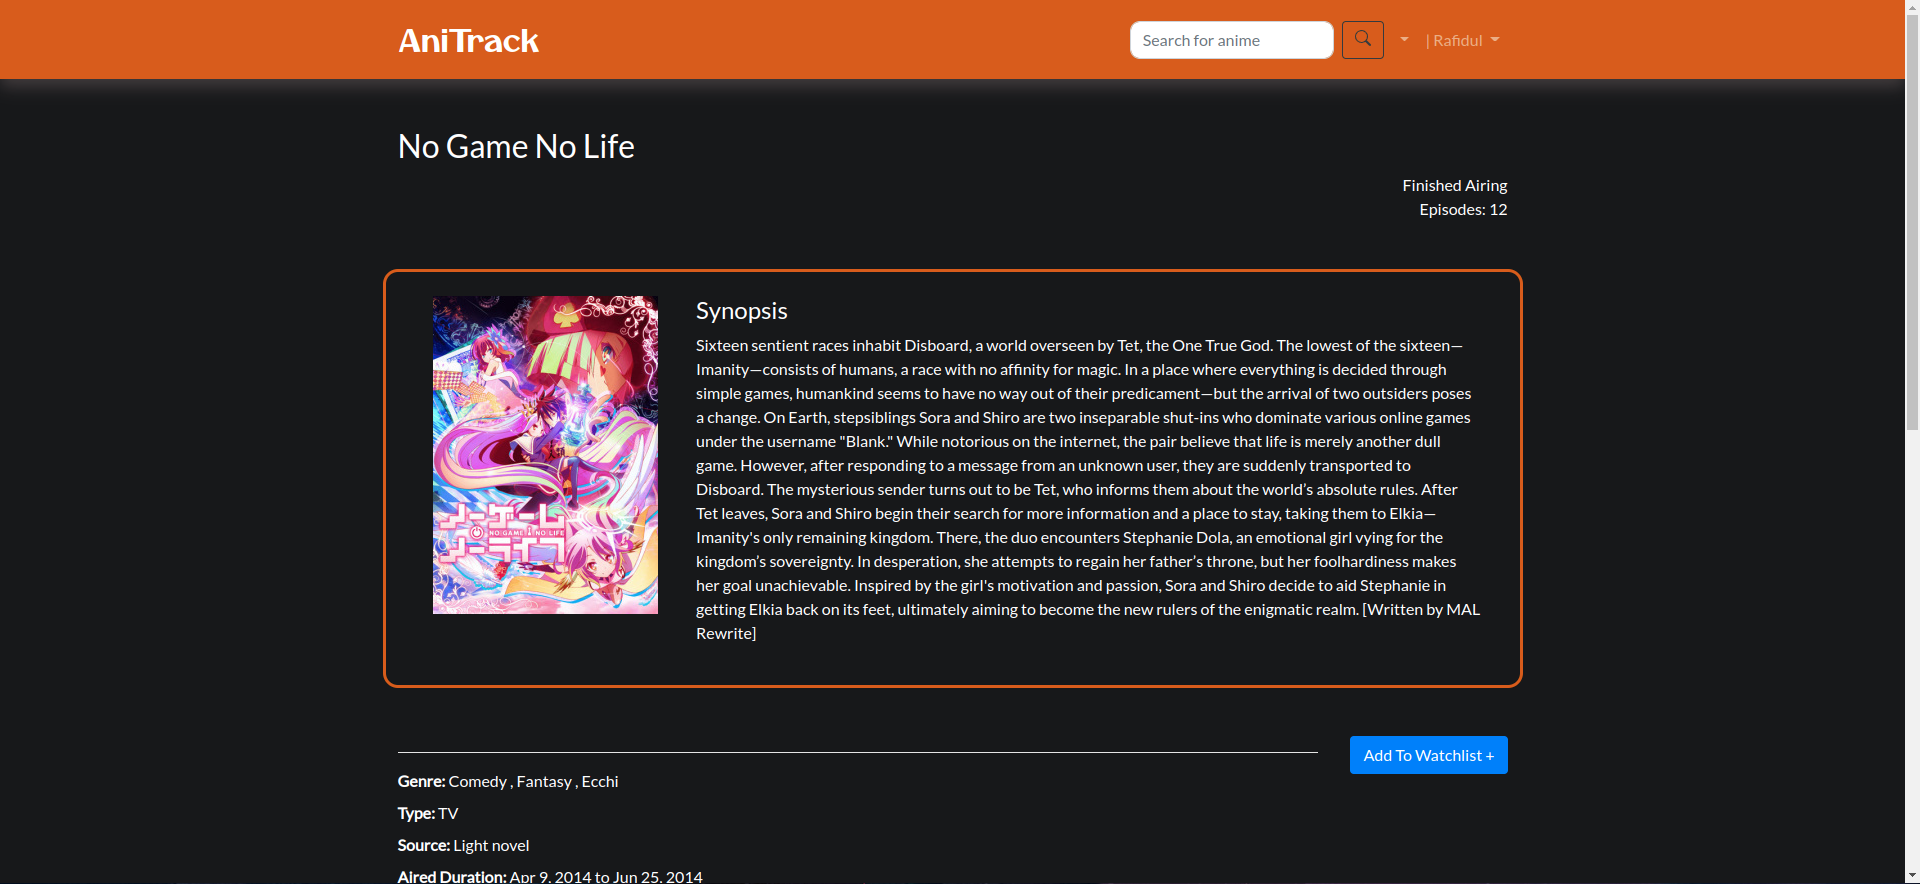 AniTrack
Search for anime
| Rafidul
No Game No Life
Finished Airing
Episodes: 12
ノーゲーム
NO GAME NO LIFE
ノーライフ
Synopsis
Sixteen sentient races inhabit Disboard, a world overseen by Tet, the One True God. The lowest of the sixteen—
Imanity—consists of humans, a race with no affinity for magic. In a place where everything is decided through
simple games, humankind seems to have no way out of their predicament—but the arrival of two outsiders poses
a change. On Earth, stepsiblings Sora and Shiro are two inseparable shut-ins who dominate various online games
under the username "Blank." While notorious on the internet, the pair believe that life is merely another dull
game. However, after responding to a message from an unknown user, they are suddenly transported to
Disboard. The mysterious sender turns out to be Tet, who informs them about the world’s absolute rules. After
Tet leaves, Sora and Shiro begin their search for more information and a place to stay, taking them to Elkia—
Imanity's only remaining kingdom. There, the duo encounters Stephanie Dola, an emotional girl vying for the
kingdom’s sovereignty. In desperation, she attempts to regain her father’s throne, but her foolhardiness makes
her goal unachievable. Inspired by the girl's motivation and passion, Sora and Shiro decide to aid Stephanie in
getting Elkia back on its feet, ultimately aiming to become the new rulers of the enigmatic realm. [Written by MAL
Rewrite]
Add To Watchlist +
Genre: Comedy , Fantasy , Ecchi
Type: TV
Source: Light novel
Aired Duration: Apr 9, 2014 to Jun 25, 2014